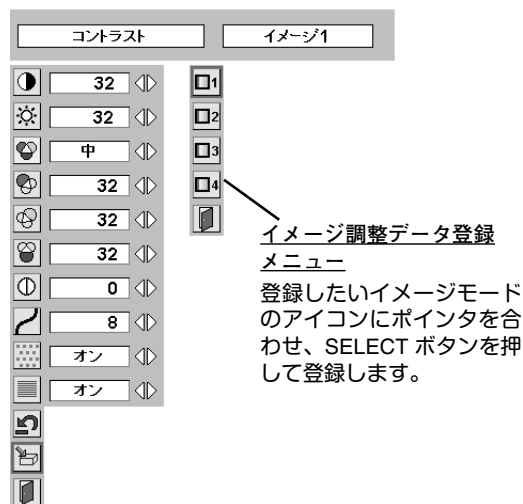 コントラスト イメージ1
32
32
中
32
32
32
0
8
オン
オン
1
2
3
4
イメージ調整データ登録
メニュー
登録したいイメージモード
のアイコンにポインタを合
わせ、SELECT ボタンを押
して登録します。